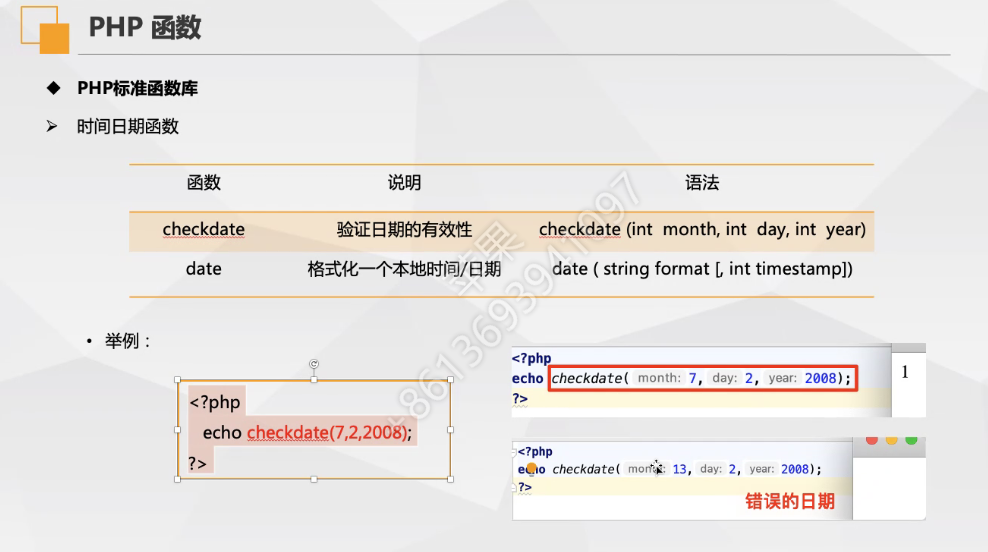 PHP 函数
◆ PHP标准函数库
➢ 时间日期函数
函数 说明 语法
checkdate 验证日期的有效性 checkdate (int month, int day, int year)
date 格式化一个本地时间/日期 date ( string format [, int timestamp])
• 举例：
<?php
echo checkdate(7,2,2008);
?>
<?php
echo checkdate( month: 7, day: 2, year: 2008);
?>
1
<?php
echo checkdate( month: 13, day: 2, year: 2008);
?>
错误的日期
苹果
+8613693941097